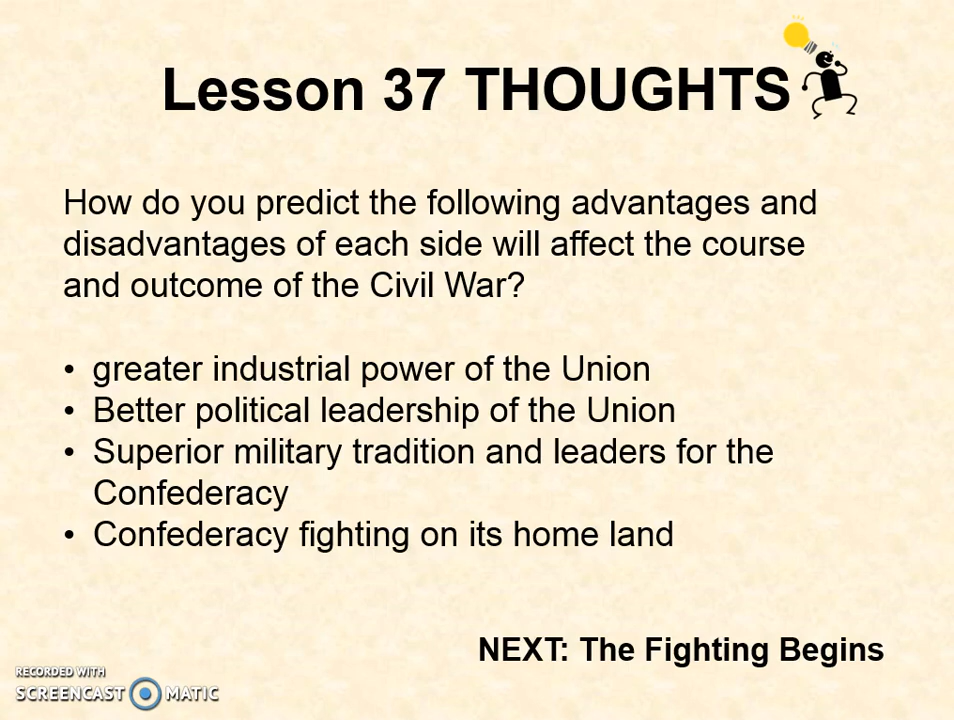 Lesson 37 THOUGHTS
How do you predict the following advantages and
disadvantages of each side will affect the course
and outcome of the Civil War?
• greater industrial power of the Union
• Better political leadership of the Union
• Superior military tradition and leaders for the
Confederacy
• Confederacy fighting on its home land
NEXT: The Fighting Begins
RECORDED WITH
SCREENCAST MATIC